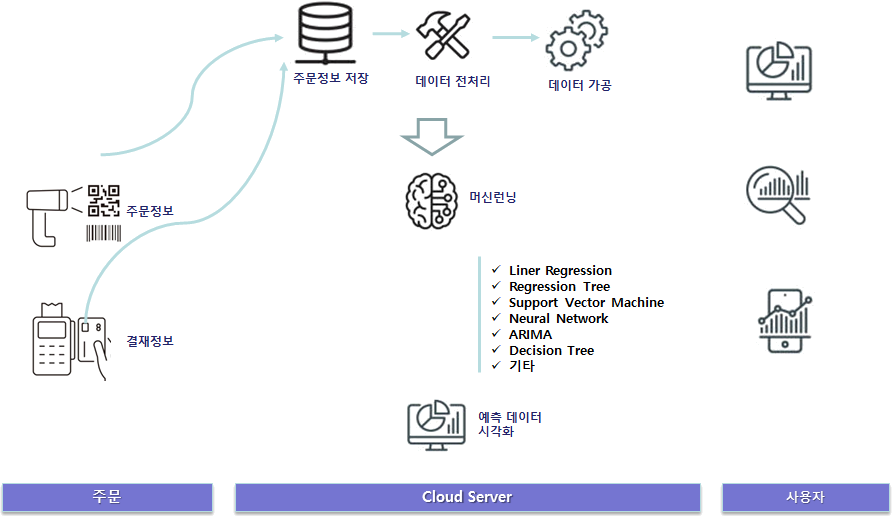 주문정보 저장
데이터 전처리
데이터 가공
머신런닝
주문정보
Liner Regression
Regression Tree
Support Vector Machine
Neural Network
ARIMA
Decision Tree
기타
결재정보
예측 데이터
시각화
주문
Cloud Server
사용자